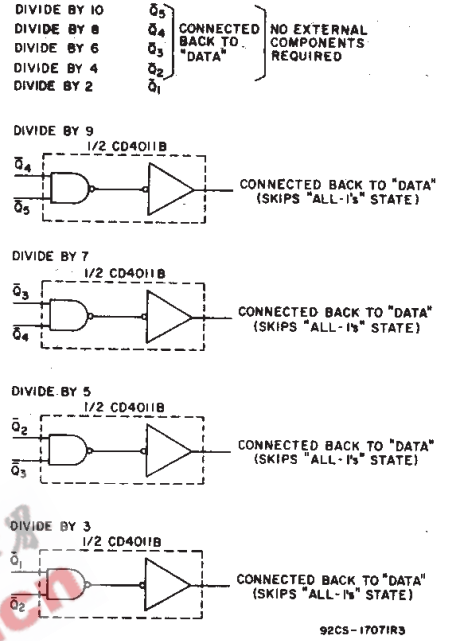 DIVIDE BY 10 Q̄5
DIVIDE BY 8 Q̄4 CONNECTED NO EXTERNAL
DIVIDE BY 6 Q̄3 BACK TO COMPONENTS
DIVIDE BY 4 Q̄2 "DATA" REQUIRED
DIVIDE BY 2 Q̄1
DIVIDE BY 9
1/2 CD4011B
Q̄4
Q̄5
CONNECTED BACK TO "DATA"
(SKIPS "ALL-1's" STATE)
DIVIDE BY 7
1/2 CD4011B
Q̄3
Q̄4
CONNECTED BACK TO "DATA"
(SKIPS "ALL-1's" STATE)
DIVIDE BY 5
1/2 CD4011B
Q̄2
Q̄3
CONNECTED BACK TO "DATA"
(SKIPS "ALL-1's" STATE)
DIVIDE BY 3
1/2 CD4011B
Q̄1
Q̄2
CONNECTED BACK TO "DATA"
(SKIPS "ALL-1's" STATE)
92CS-17071R3